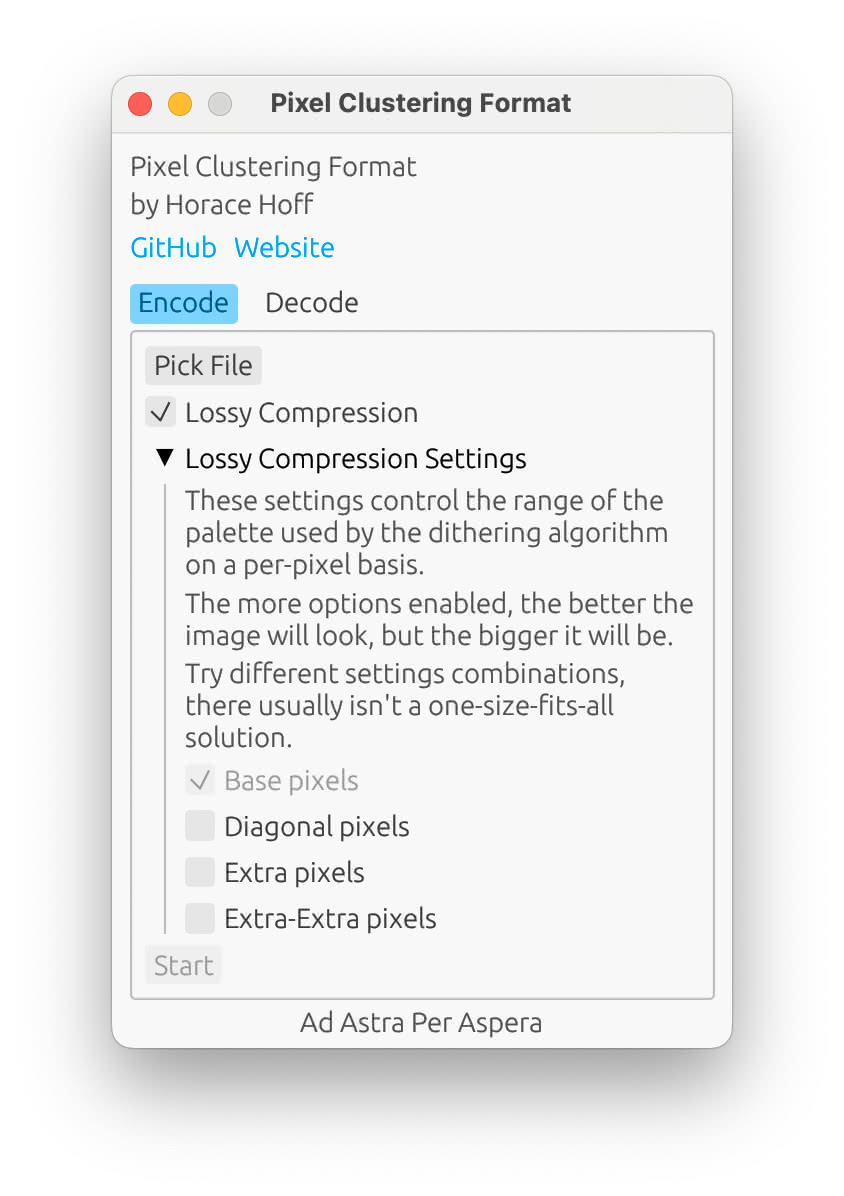 Pixel Clustering Format
Pixel Clustering Format
by Horace Hoff
GitHub Website
Encode Decode
Pick File
Lossy Compression
Lossy Compression Settings
These settings control the range of the
palette used by the dithering algorithm
on a per-pixel basis.
The more options enabled, the better the
image will look, but the bigger it will be.
Try different settings combinations,
there usually isn't a one-size-fits-all
solution.
Base pixels
Diagonal pixels
Extra pixels
Extra-Extra pixels
Start
Ad Astra Per Aspera